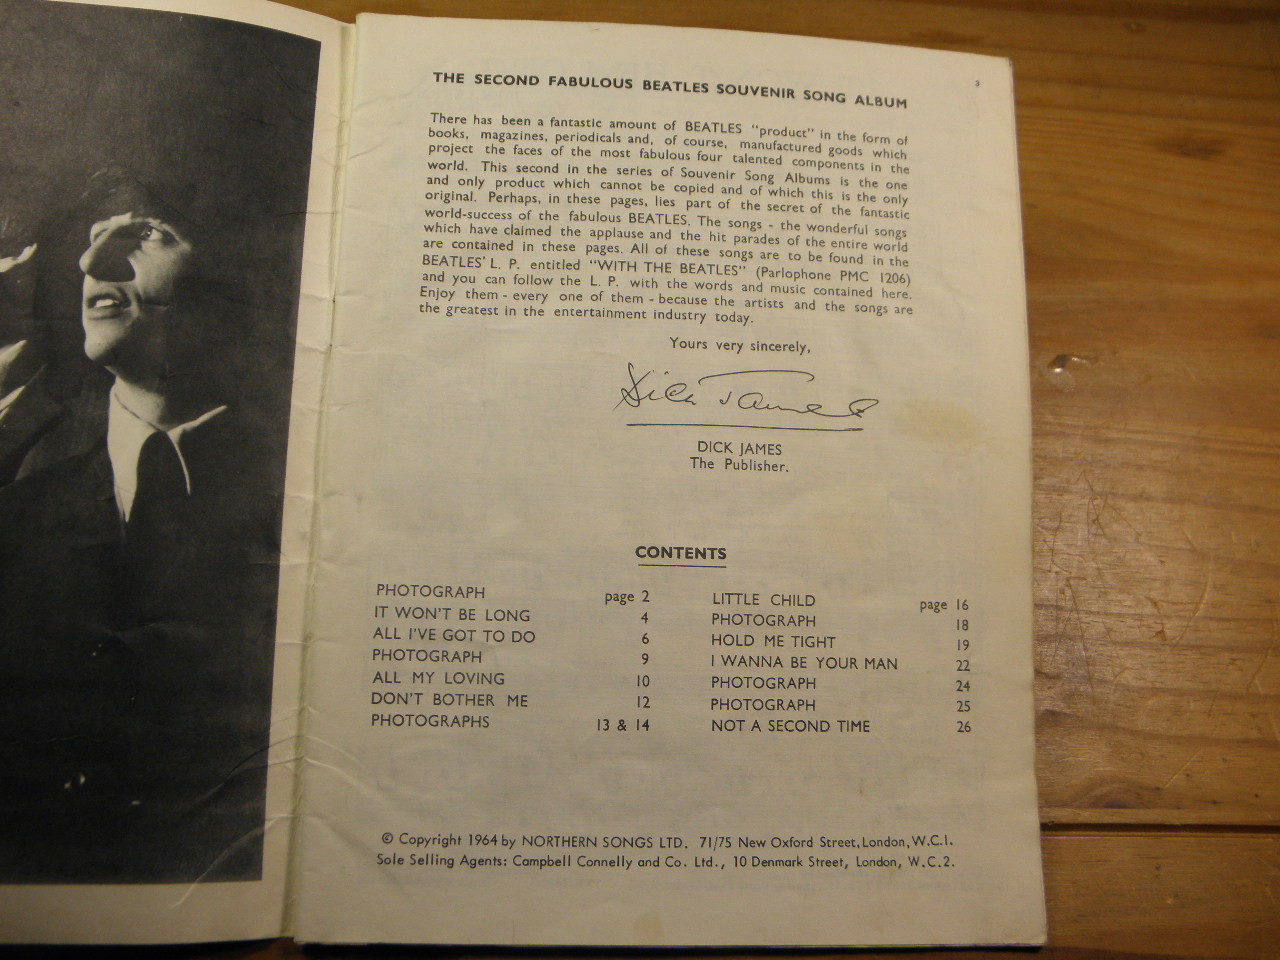 3
THE SECOND FABULOUS BEATLES SOUVENIR SONG ALBUM
There has been a fantastic amount of BEATLES "product" in the form of
books, magazines, periodicals and, of course, manufactured goods which
project the faces of the most fabulous four talented components in the
world. This second in the series of Souvenir Song Albums is the one
and only product which cannot be copied and of which this is the only
original. Perhaps, in these pages, lies part of the secret of the fantastic
world-success of the fabulous BEATLES. The songs - the wonderful songs
which have claimed the applause and the hit parades of the entire world
are contained in these pages. All of these songs are to be found in the
BEATLES' L. P. entitled "WITH THE BEATLES" (Parlophone PMC 1206)
and you can follow the L. P. with the words and music contained here.
Enjoy them - every one of them - because the artists and the songs are
the greatest in the entertainment industry today.
Yours very sincerely,
Dick James
DICK JAMES
The Publisher.
CONTENTS
PHOTOGRAPH page 2
IT WON'T BE LONG 4
ALL I'VE GOT TO DO 6
PHOTOGRAPH 9
ALL MY LOVING 10
DON'T BOTHER ME 12
PHOTOGRAPHS 13 & 14
LITTLE CHILD page 16
PHOTOGRAPH 18
HOLD ME TIGHT 19
I WANNA BE YOUR MAN 22
PHOTOGRAPH 24
PHOTOGRAPH 25
NOT A SECOND TIME 26
© Copyright 1964 by NORTHERN SONGS LTD. 71/75 New Oxford Street, London, W.C.1.
Sole Selling Agents: Campbell Connelly and Co. Ltd., 10 Denmark Street, London, W.C.2.